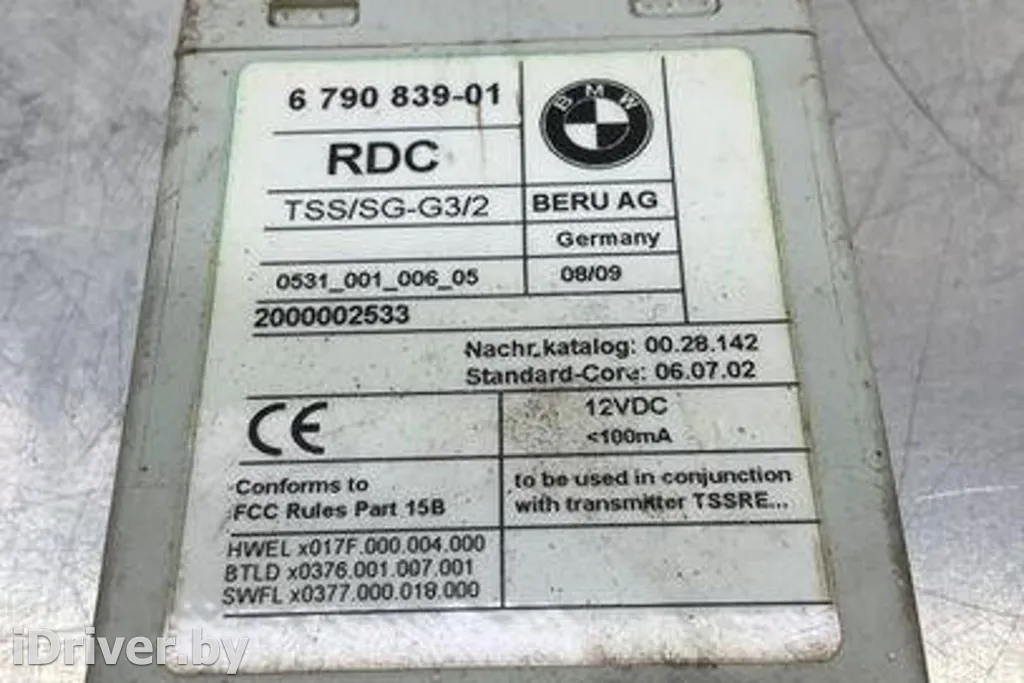 6 790 839-01
BMW
RDC
TSS/SG-G3/2
BERU AG
Germany
0531_001_006_05
08/09
2000002533
Nachr.katalog: 00.28.142
Standard-Core: 06.07.02
CE
12VDC
<100mA
Conforms to
FCC Rules Part 15B
to be used in conjunction
with transmitter TSSRE...
HWEL x017F.000.004.000
BTLD x0376.001.007.001
SWFL x0377.000.018.000
iDriver.by